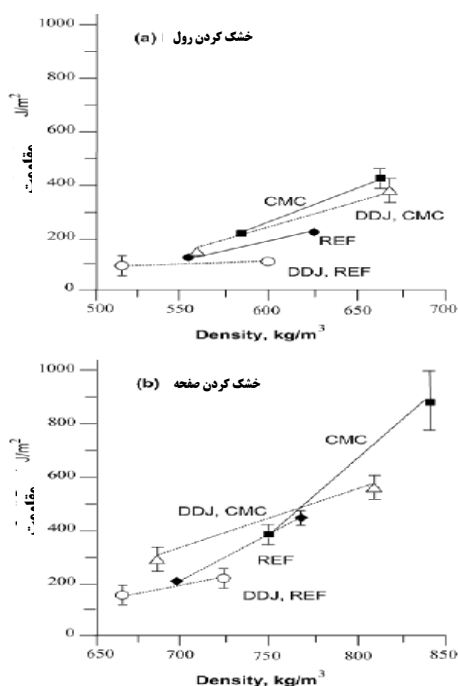 1000
(a) خشک کردن رول
800
J/m²
600
مقاومت
400
CMC
DDJ, CMC
200
REF
DDJ, REF
0
500 550 600 650 700
Density, kg/m³
1000
(b) خشک کردن صفحه
800
CMC
J/m²
600
مقاومت
DDJ, CMC
400
REF
200
DDJ, REF
0
650 700 750 800 850
Density, kg/m³